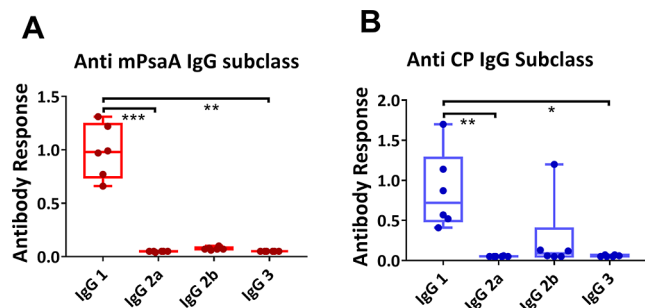 A
Anti mPsaA IgG subclass
Antibody Response
1.5
1.0
0.5
0.0
***
**
IgG 1
IgG 2a
IgG 2b
IgG 3
B
Anti CP IgG Subclass
Antibody Response
2.0
1.5
1.0
0.5
0.0
**
*
IgG 1
IgG 2a
IgG 2b
IgG 3